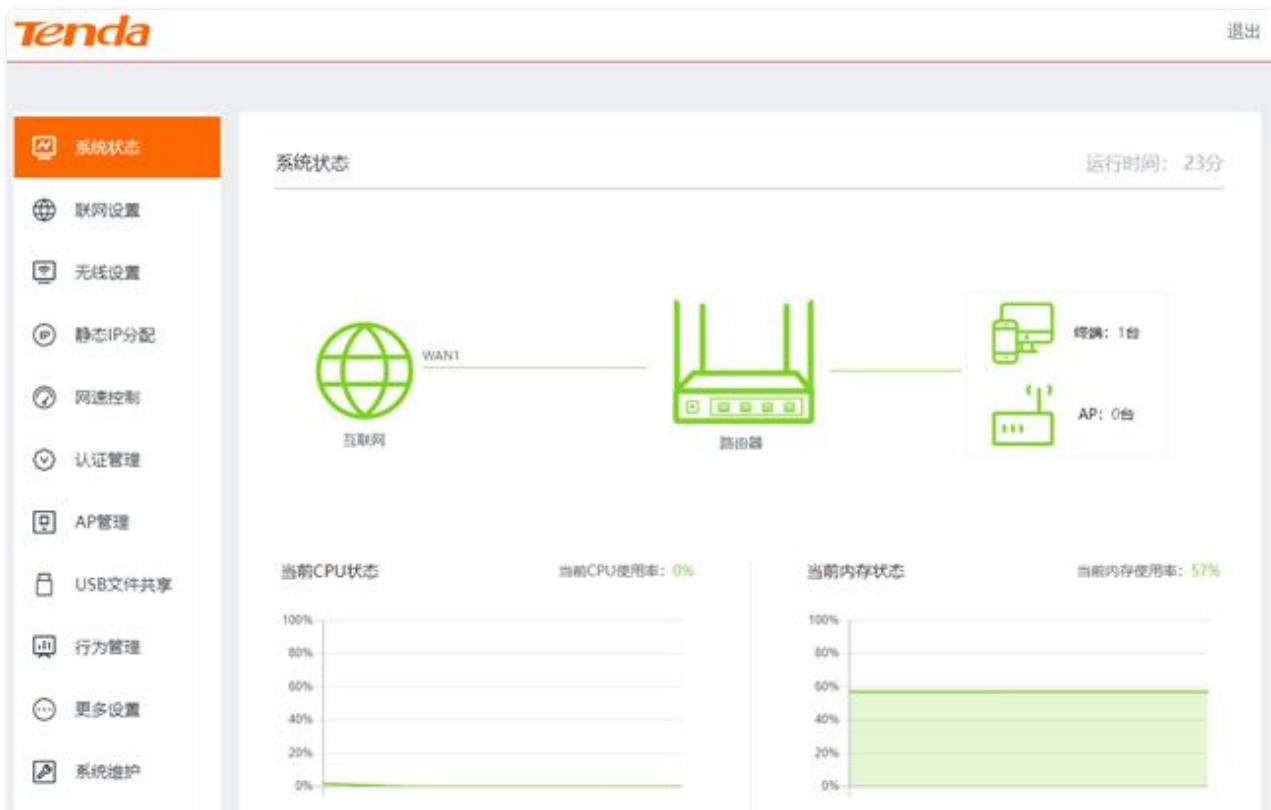 Tenda
退出
系统状态
联网设置
无线设置
静态IP分配
网速控制
认证管理
AP管理
USB文件共享
行为管理
更多设置
系统维护
系统状态
运行时间: 23分
WAN1
互联网
路由器
终端: 1台
AP: 0台
当前CPU状态
当前CPU使用率: 0%
100%
80%
60%
40%
20%
0%
当前内存状态
当前内存使用率: 57%
100%
80%
60%
40%
20%
0%